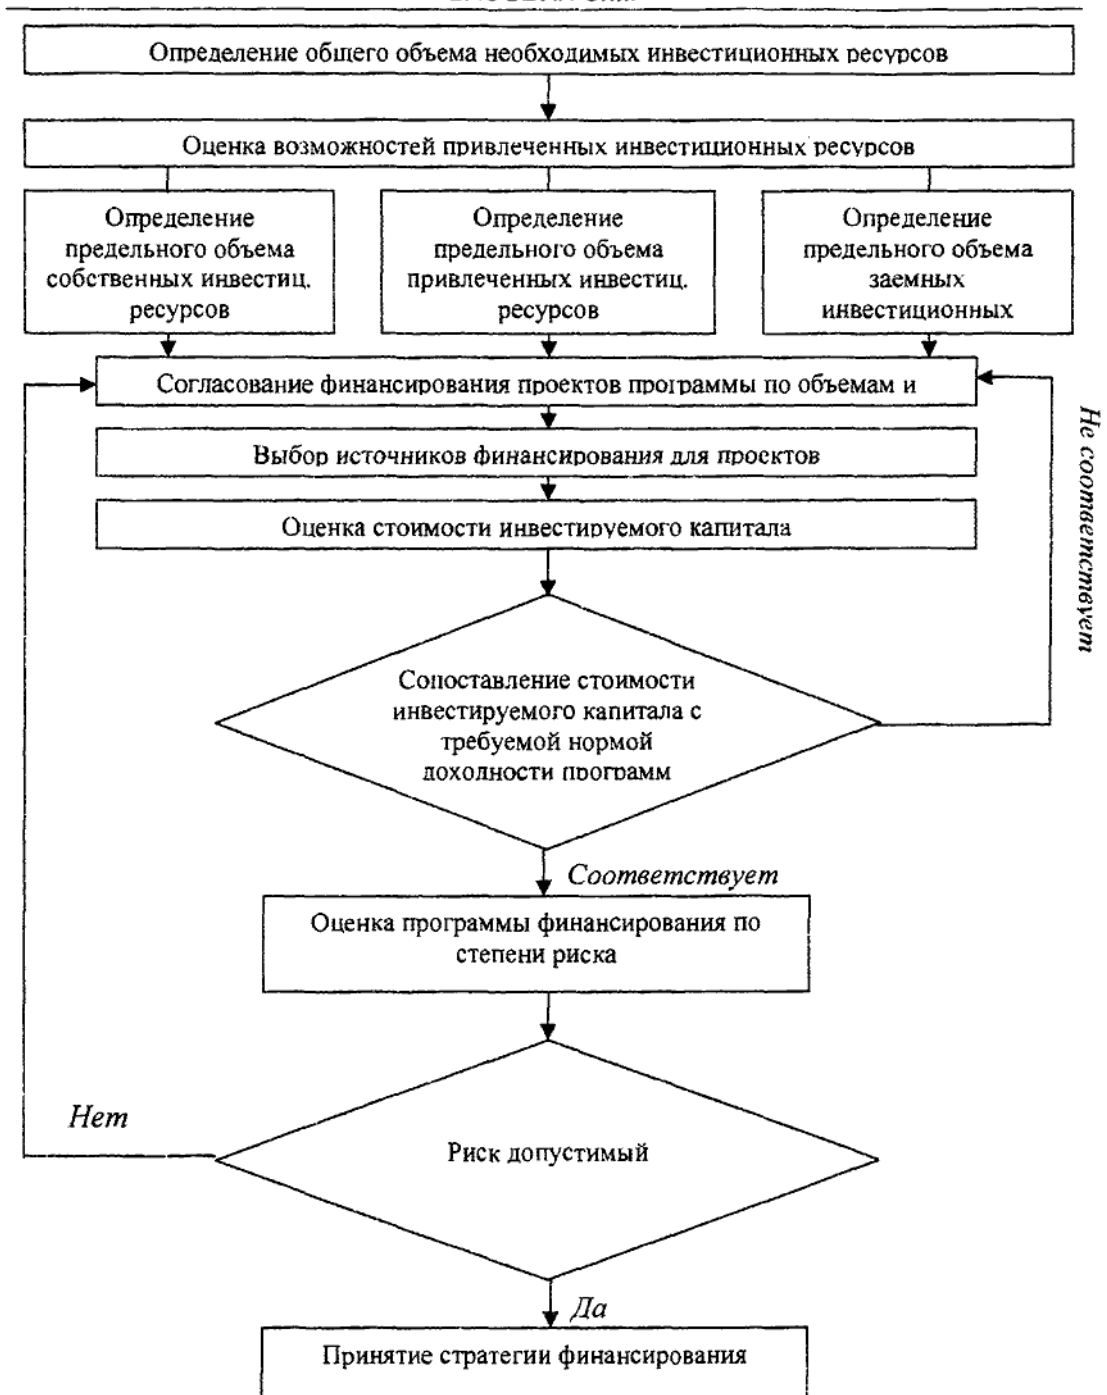 Определение общего объема необходимых инвестиционных ресурсов
Оценка возможностей привлеченных инвестиционных ресурсов
Определение
предельного объема
собственных инвестиц.
ресурсов
Определение
предельного объема
привлеченных инвестиц.
ресурсов
Определение
предельного объема
заемных
инвестиционных
Согласование финансирования проектов программы по объемам и
Выбор источников финансирования для проектов
Оценка стоимости инвестируемого капитала
Не соответствует
Сопоставление стоимости
инвестируемого капитала с
требуемой нормой
доходности программ
Соответствует
Оценка программы финансирования по
степени риска
Нет
Риск допустимый
Да
Принятие стратегии финансирования